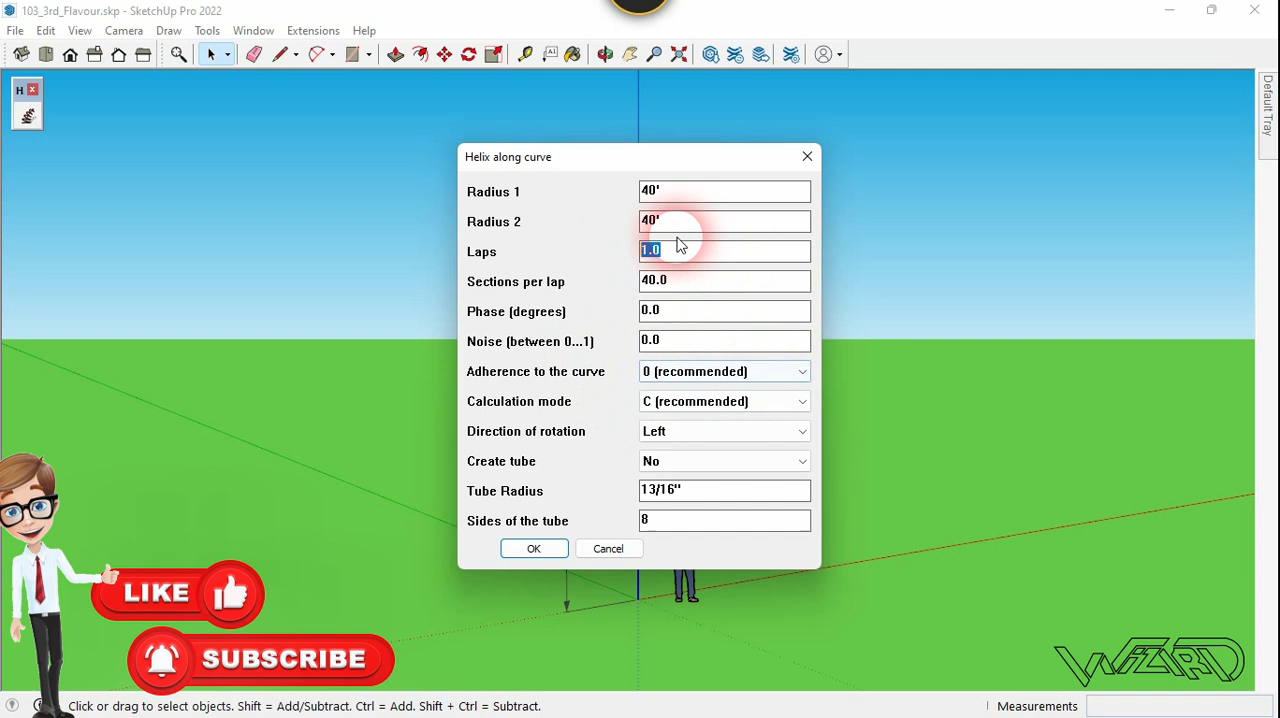 103_3rd_Flavour.skp - SketchUp Pro 2022
File Edit View Camera Draw Tools Window Extensions Help
H
A1
Default Tray
Helix along curve
Radius 1 40'
Radius 2 40'
Laps 1.0
Sections per lap 40.0
Phase (degrees) 0.0
Noise (between 0...1) 0.0
Adherence to the curve 0 (recommended)
Calculation mode C (recommended)
Direction of rotation Left
Create tube No
Tube Radius 13/16"
Sides of the tube 8
OK Cancel
LIKE
SUBSCRIBE
WIZARD
Click or drag to select objects. Shift = Add/Subtract. Ctrl = Add. Shift + Ctrl = Subtract. Measurements